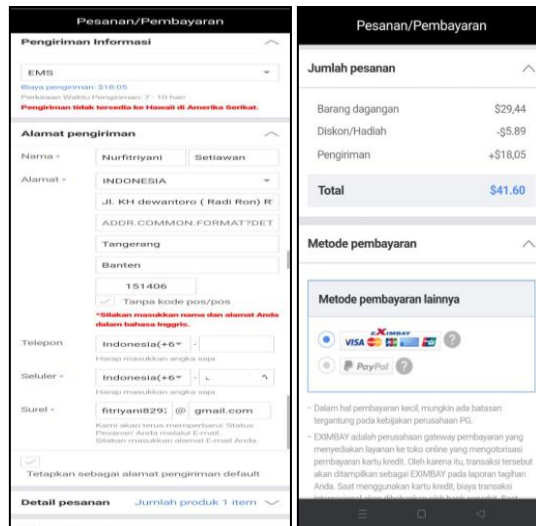 Pesanan/Pembayaran
Pengiriman Informasi
EMS
Biaya pengiriman: $18.05
Perkiraan Waktu Pengiriman: 7 - 10 hari
Pengiriman tidak tersedia ke Hawaii di Amerika Serikat.
Alamat pengiriman
Nama * Nurfitriyani Setiawan
Alamat * INDONESIA
Jl. KH dewantoro ( Radi Ron) R
ADDR.COMMON.FORMAT?DET
Tangerang
Banten
151406
Tanpa kode pos/pos
*Silakan masukkan nama dan alamat Anda
dalam bahasa Inggris.
Telepon Indonesia(+6 -
Harap masukkan angka saja
Seluler * Indonesia(+6 -
Harap masukkan angka saja
Surel * fitriyani829 @ gmail.com
Kami akan terus memperbarui Status
Pesanan Anda melalui E-mail.
Silakan masukkan alamat E-mail Anda.
Tetapkan sebagai alamat pengiriman default
Detail pesanan Jumlah produk 1 item
Pesanan/Pembayaran
Jumlah pesanan
Barang dagangan $29,44
Diskon/Hadiah -$5.89
Pengiriman +$18,05
Total $41.60
Metode pembayaran
Metode pembayaran lainnya
EXIMBAY
VISA ?
PayPal ?
- Dalam hal pembayaran kecil, mungkin ada batasan
tergantung pada kebijakan perusahaan PG.
- EXIMBAY adalah perusahaan gateway pembayaran yang
menyediakan layanan ke toko online yang mengotorisasi
pembayaran kartu kredit. Oleh karena itu, transaksi tersebut
akan ditampilkan sebagai EXIMBAY pada laporan tagihan
Anda. Saat menggunakan kartu kredit, biaya transaksi